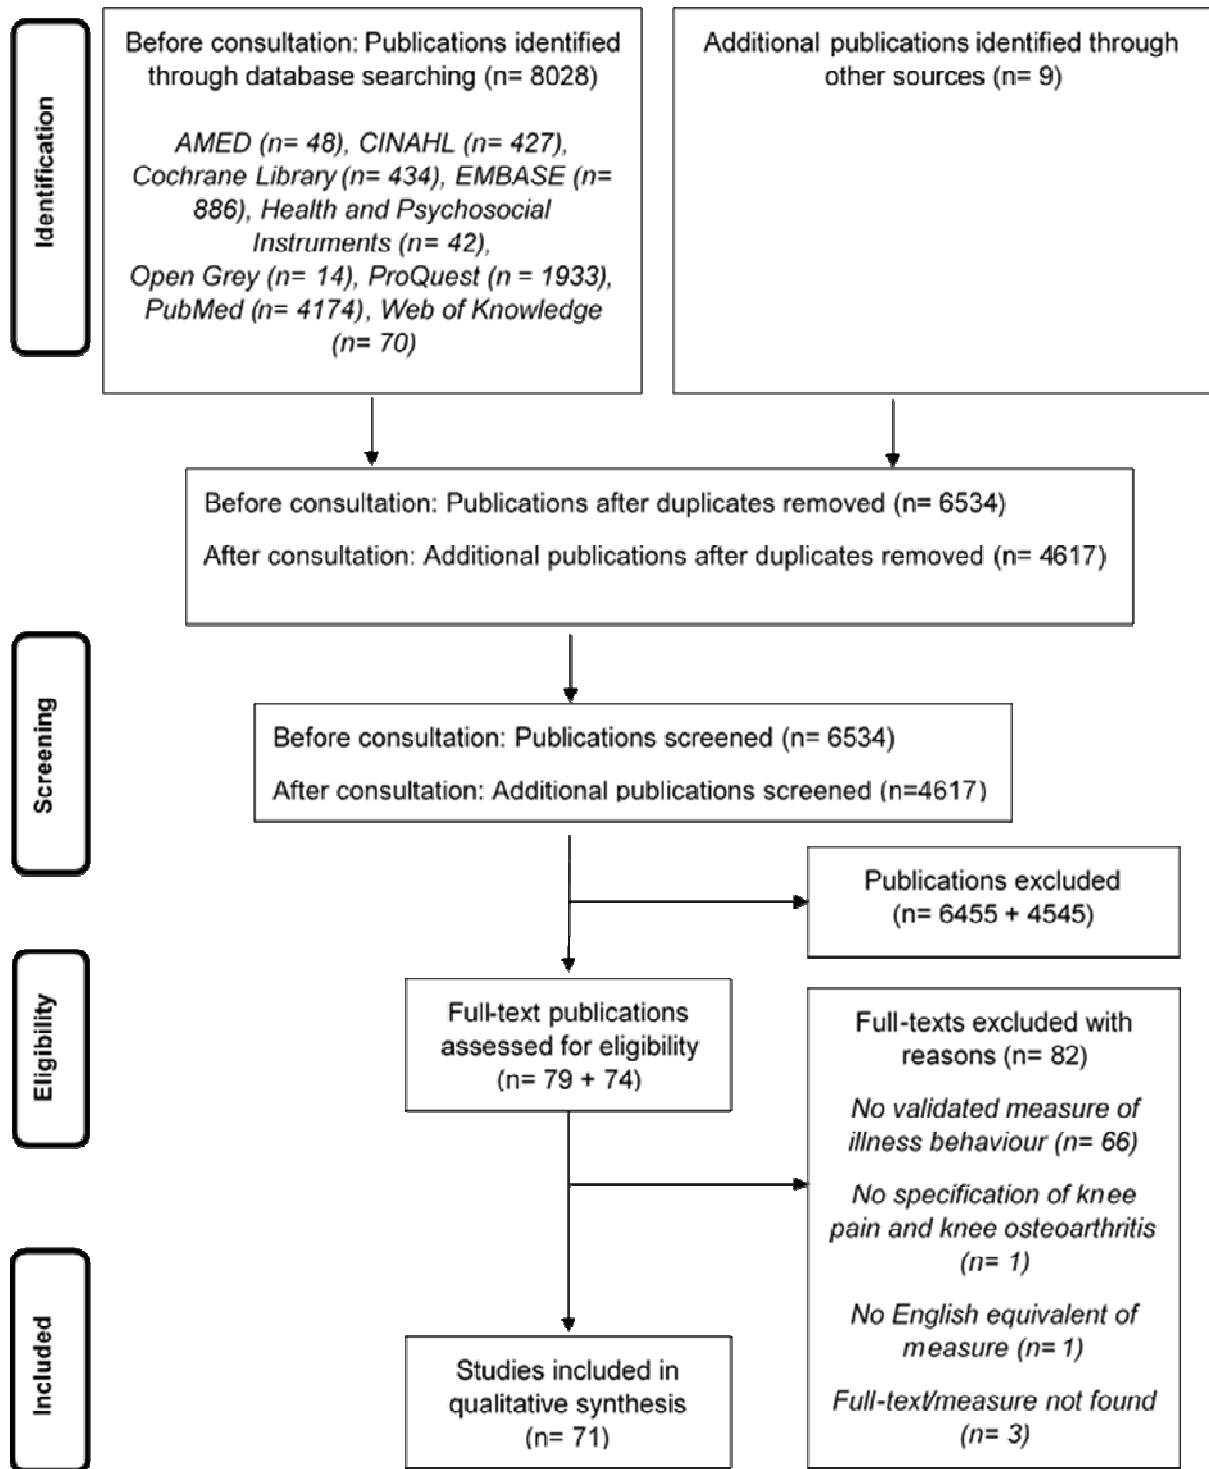 Identification
Before consultation: Publications identified
through database searching (n= 8028)
AMED (n= 48), CINAHL (n= 427),
Cochrane Library (n= 434), EMBASE (n=
886), Health and Psychosocial
Instruments (n= 42),
Open Grey (n= 14), ProQuest (n = 1933),
PubMed (n= 4174), Web of Knowledge
(n= 70)
Additional publications identified through
other sources (n= 9)
Before consultation: Publications after duplicates removed (n= 6534)
After consultation: Additional publications after duplicates removed (n= 4617)
Screening
Before consultation: Publications screened (n= 6534)
After consultation: Additional publications screened (n=4617)
Publications excluded
(n= 6455 + 4545)
Eligibility
Full-text publications
assessed for eligibility
(n= 79 + 74)
Full-texts excluded with
reasons (n= 82)
No validated measure of
illness behaviour (n= 66)
No specification of knee
pain and knee osteoarthritis
(n= 1)
No English equivalent of
measure (n= 1)
Full-text/measure not found
(n= 3)
Included
Studies included in
qualitative synthesis
(n= 71)